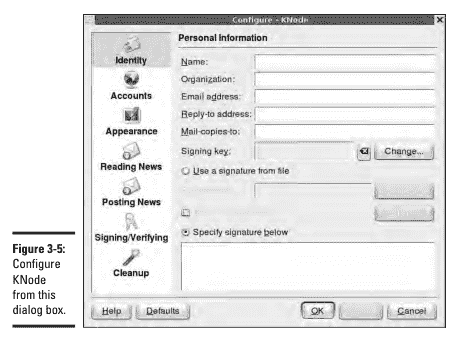 Configure - KNode
Identity
Accounts
Appearance
Reading News
Posting News
Signing/Verifying
Cleanup
Personal Information
Name:
Organization:
Email address:
Reply-to address:
Mail-copies-to:
Signing key:
Change...
Use a signature from file
Specify signature below
Help
Defaults
OK
Cancel
Figure 3-5:
Configure
KNode
from this
dialog box.